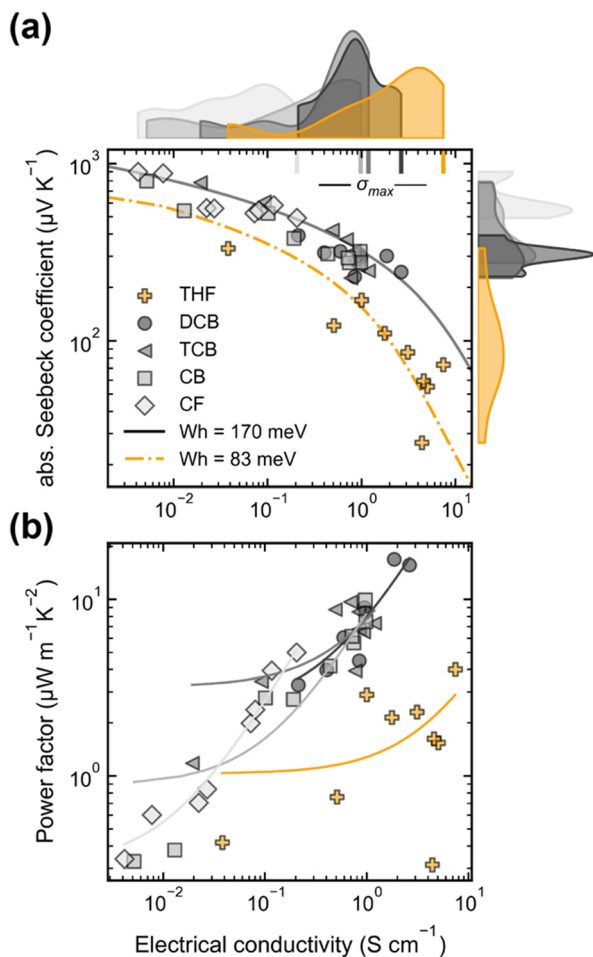 (a)
abs. Seebeck coefficient (µV K⁻¹)
10³
10²
σmax
THF
DCB
TCB
CB
CF
Wh = 170 meV
Wh = 83 meV
10⁻² 10⁻¹ 10⁰ 10¹
(b)
Power factor (µW m⁻¹K⁻²)
10¹
10⁰
10⁻² 10⁻¹ 10⁰ 10¹
Electrical conductivity (S cm⁻¹)